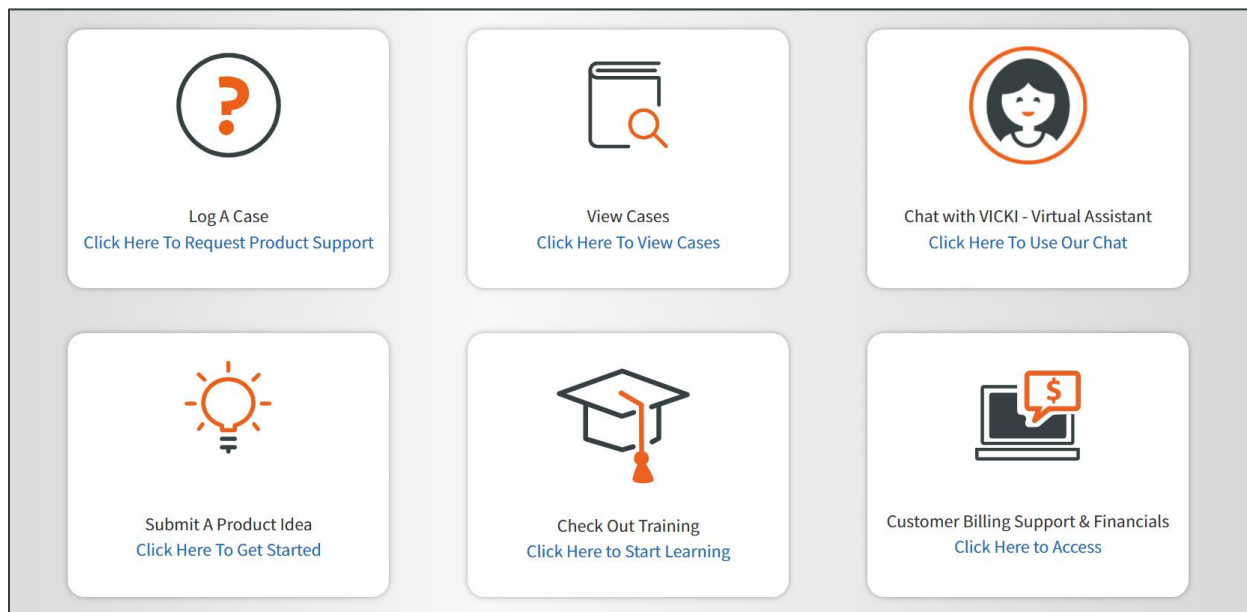 ?
Log A Case
Click Here To Request Product Support
View Cases
Click Here To View Cases
Chat with VICKI - Virtual Assistant
Click Here To Use Our Chat
Submit A Product Idea
Click Here To Get Started
Check Out Training
Click Here to Start Learning
$
Customer Billing Support & Financials
Click Here to Access